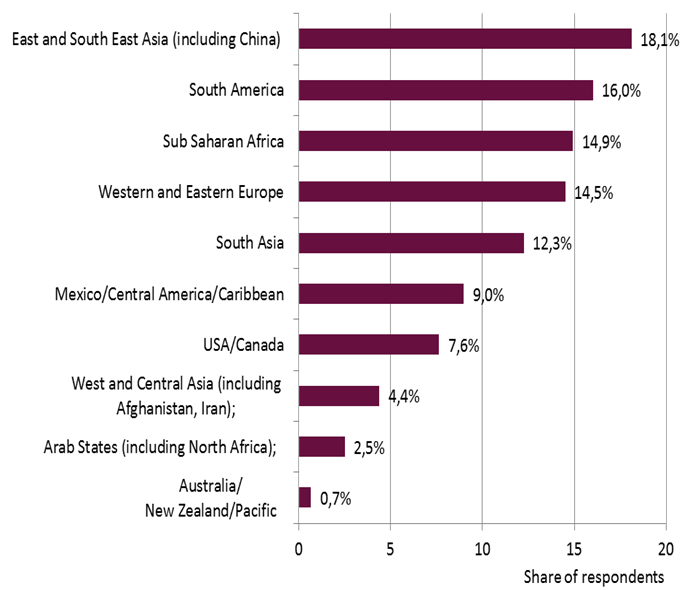 East and South East Asia (including China)
18,1%
South America
16,0%
Sub Saharan Africa
14,9%
Western and Eastern Europe
14,5%
South Asia
12,3%
Mexico/Central America/Caribbean
9,0%
USA/Canada
7,6%
West and Central Asia (including
Afghanistan, Iran);
4,4%
Arab States (including North Africa);
2,5%
Australia/
New Zealand/Pacific
0,7%
0 5 10 15 20
Share of respondents